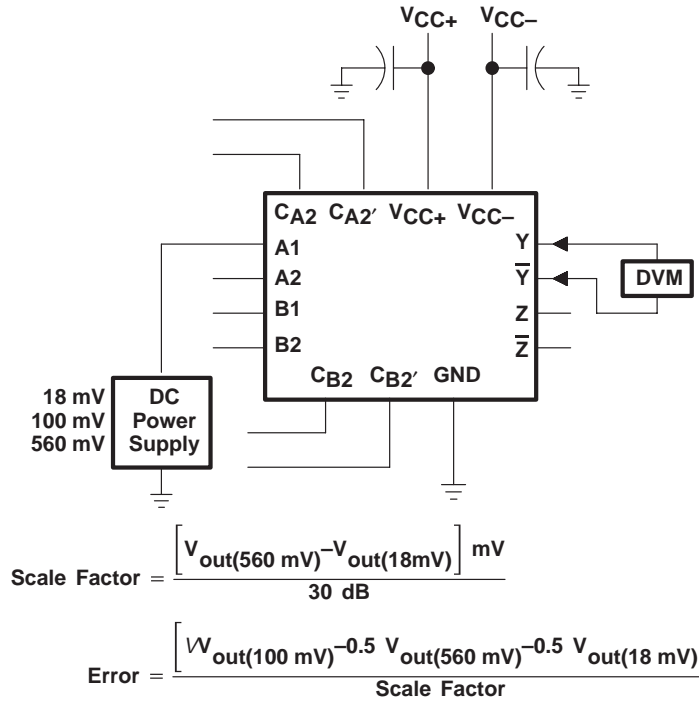 VCC+ VCC–
CA2 CA2′ VCC+ VCC–
A1 Y
A2 Y̅ DVM
B1 Z
B2 Z̅
CB2 CB2′ GND
18 mV DC
100 mV Power
560 mV Supply
Scale Factor = [Vout(560 mV)–Vout(18mV)] mV / 30 dB
Error = [VVout(100 mV)–0.5 Vout(560 mV)–0.5 Vout(18 mV) / Scale Factor